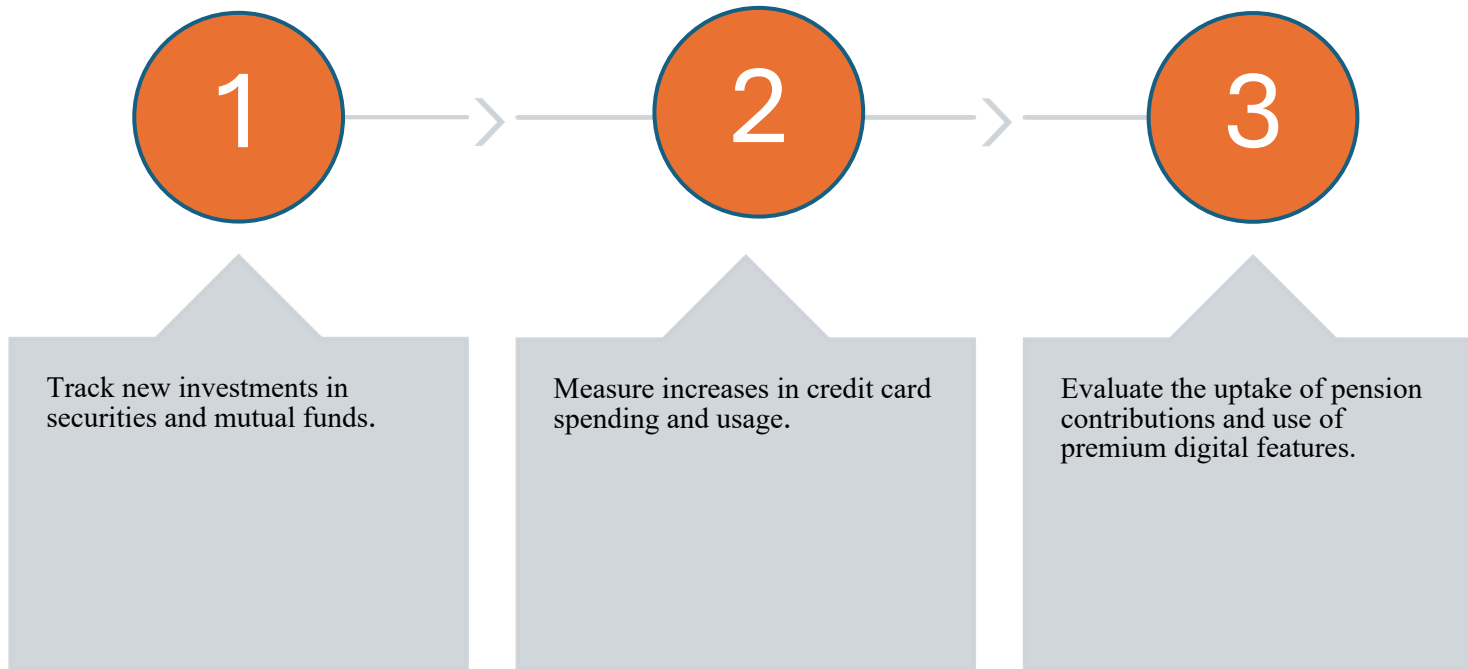 1
2
3
Track new investments in
securities and mutual funds.
Measure increases in credit card
spending and usage.
Evaluate the uptake of pension
contributions and use of
premium digital features.